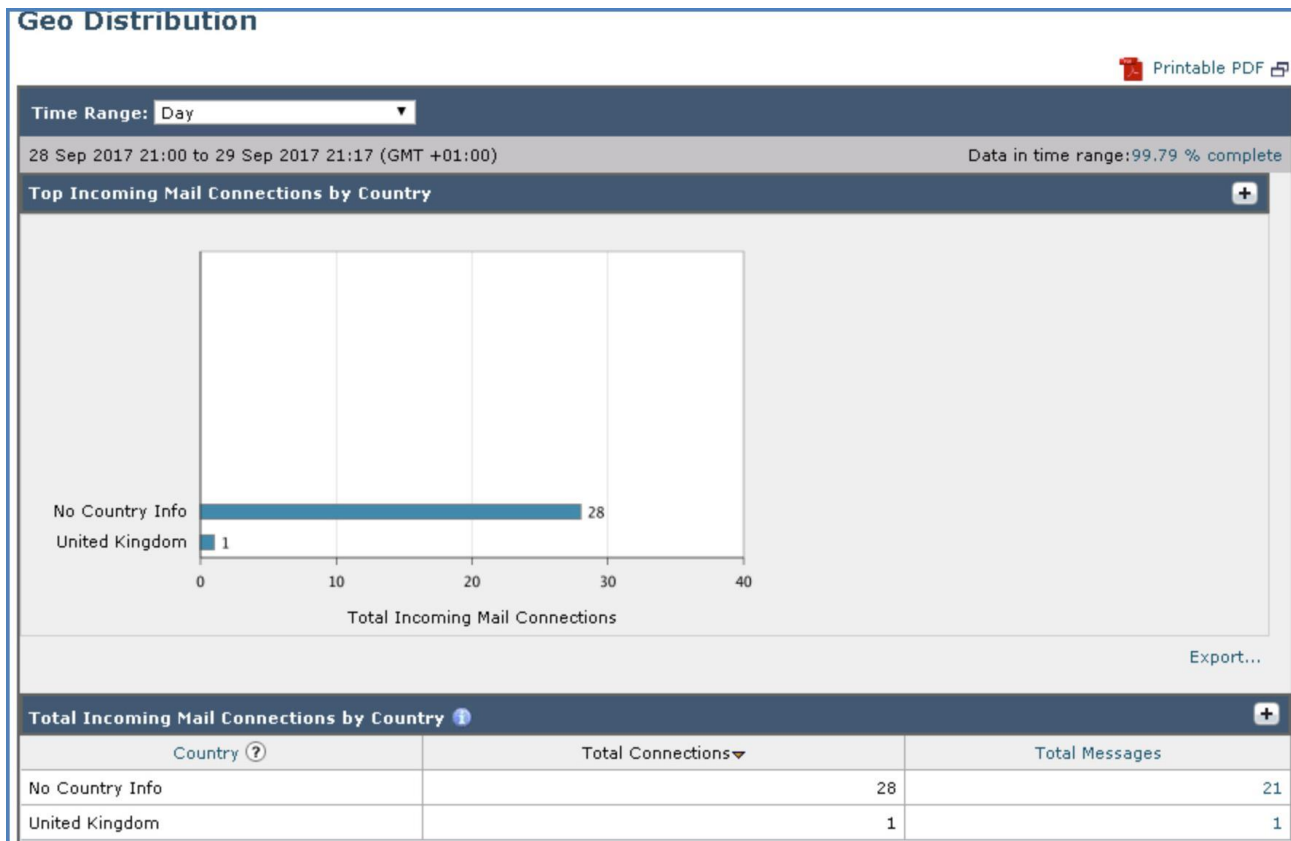 Geo Distribution
Printable PDF
Time Range: Day
28 Sep 2017 21:00 to 29 Sep 2017 21:17 (GMT +01:00) Data in time range:99.79 % complete
Top Incoming Mail Connections by Country
No Country Info 28
United Kingdom 1
0 10 20 30 40
Total Incoming Mail Connections
Export...
Total Incoming Mail Connections by Country
Country Total Connections Total Messages
No Country Info 28 21
United Kingdom 1 1